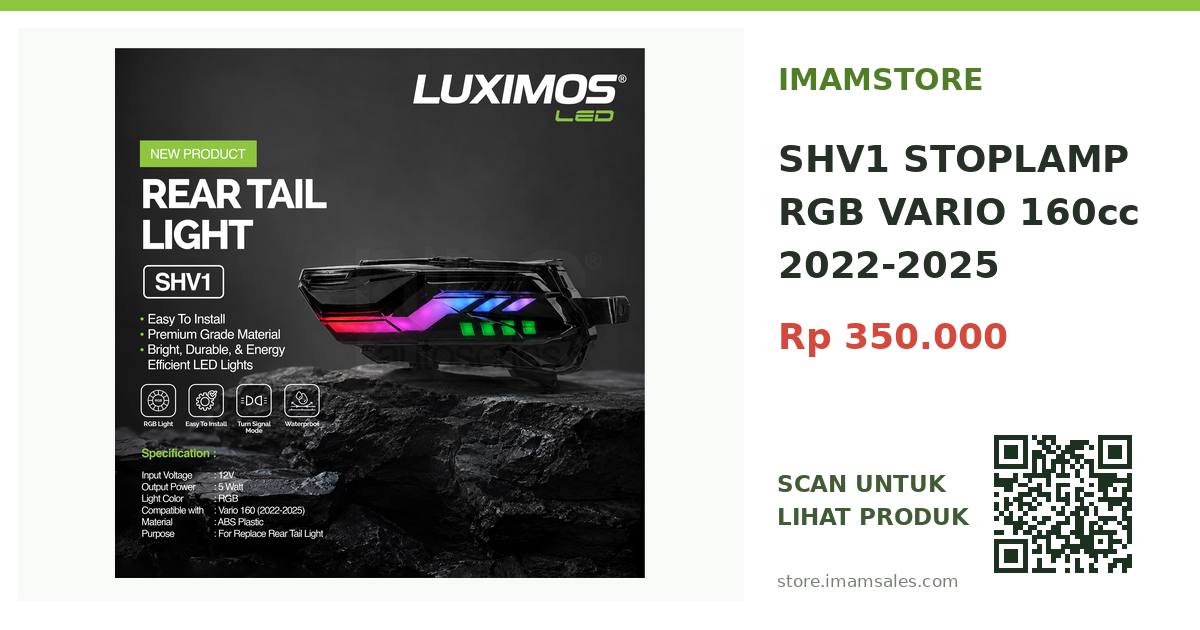 LUXIMOS®
LED
NEW PRODUCT
REAR TAIL
LIGHT
SHV1
• Easy To Install
• Premium Grade Material
• Bright, Durable, & Energy
Efficient LED Lights
RGB
RGB Light
Easy To Install
Turn Signal
Mode
Waterproof
Specification :
Input Voltage : 12V
Output Power : 5 Watt
Light Color : RGB
Compatible with : Vario 160 (2022-2025)
Material : ABS Plastic
Purpose : For Replace Rear Tail Light
IMAMSTORE
SHV1 STOPLAMP
RGB VARIO 160cc
2022-2025
Rp 350.000
SCAN UNTUK
LIHAT PRODUK
store.imamsales.com